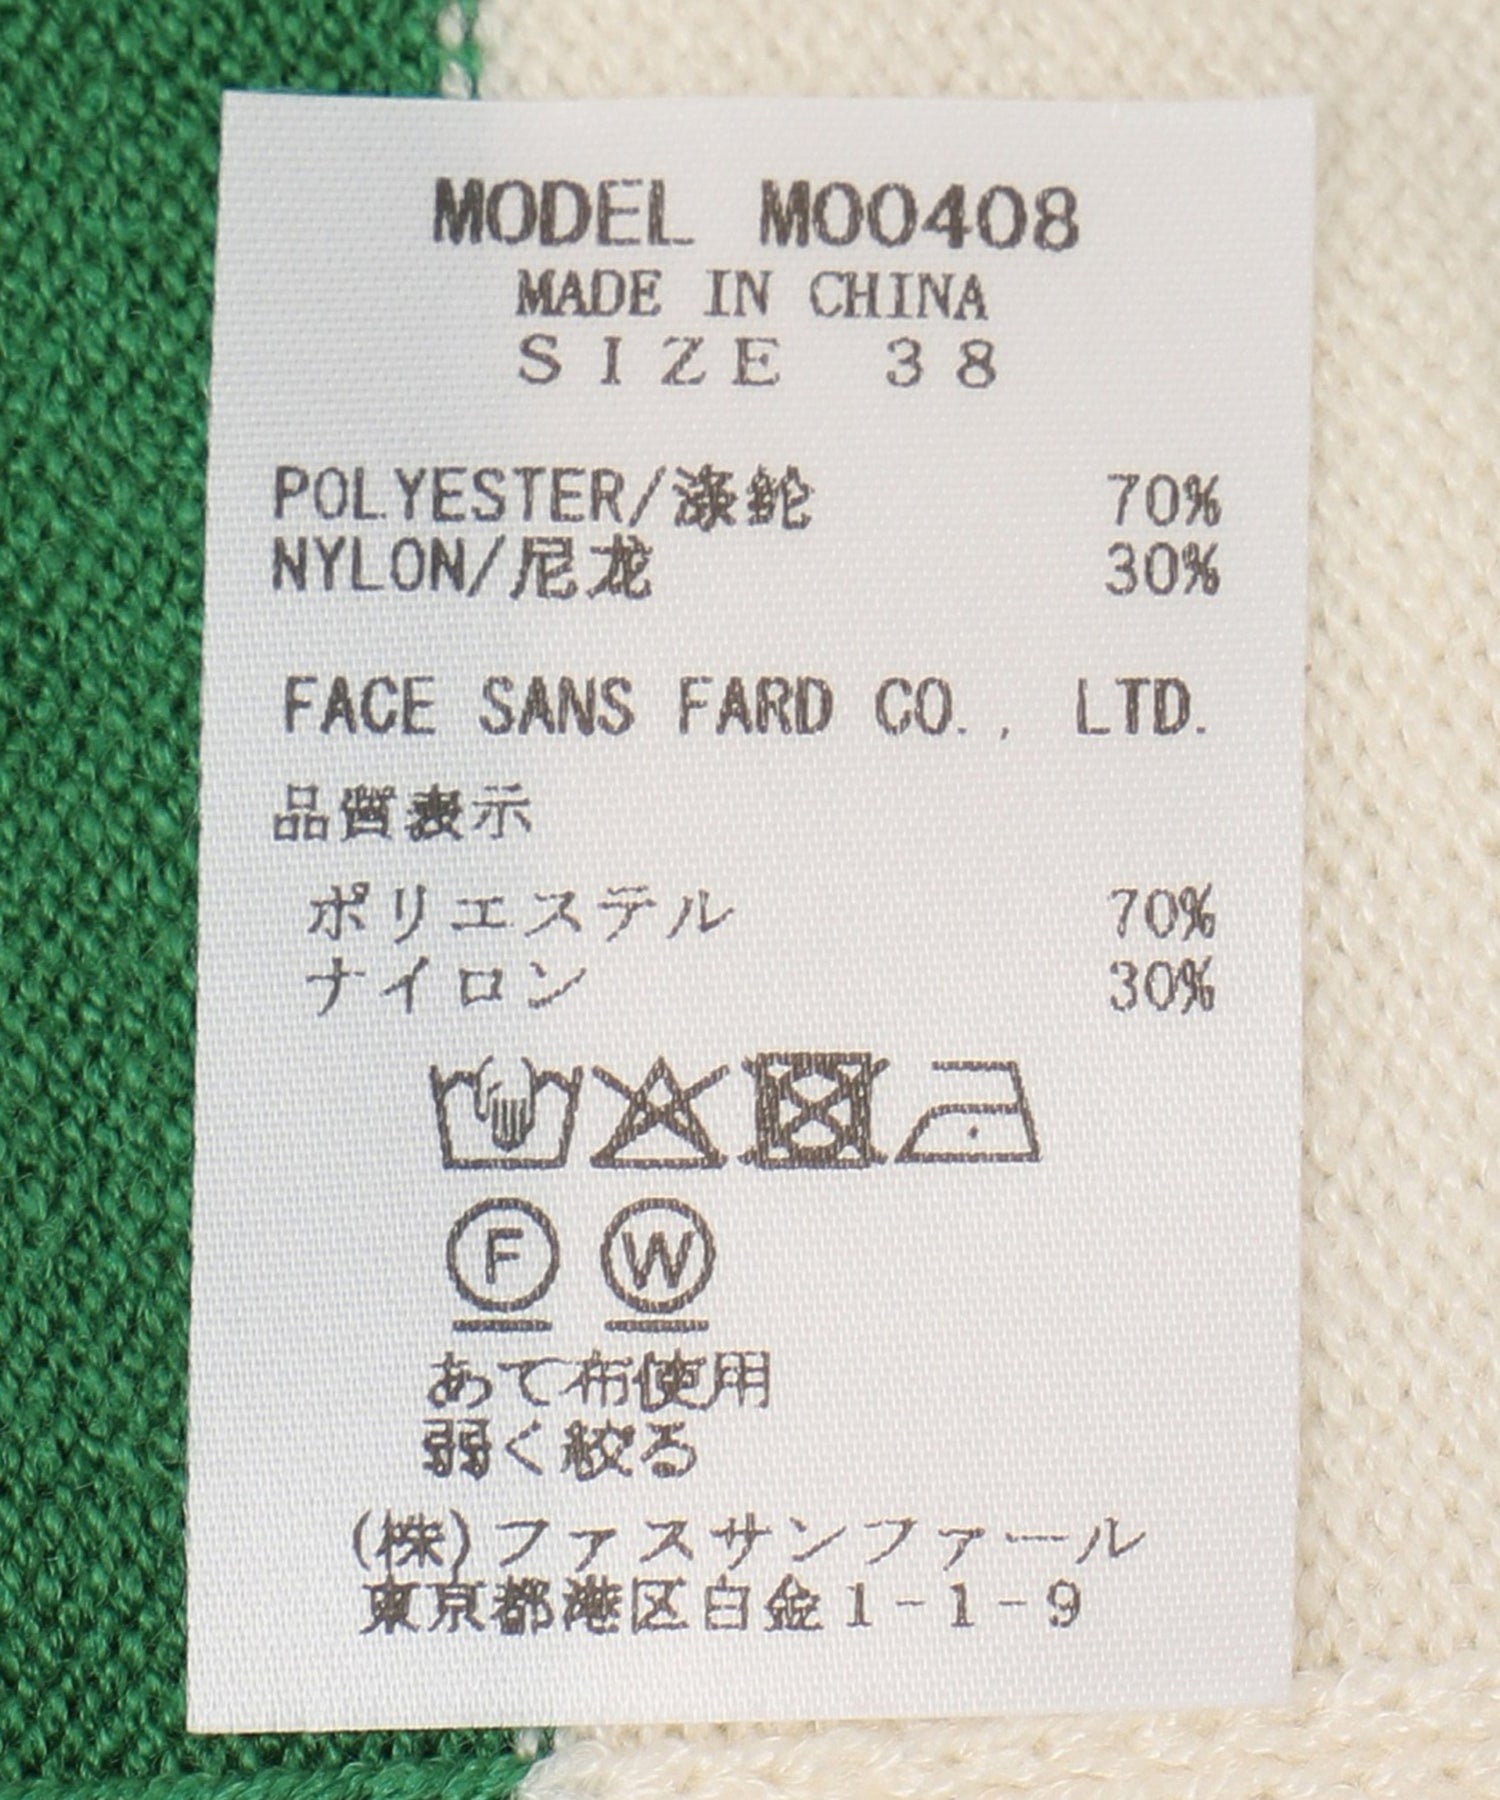 MODEL M00408
MADE IN CHINA
SIZE 38
POLYESTER/涤纶 70%
NYLON/尼龙 30%
FACE SANS FARD CO., LTD.
品質表示
ポリエステル 70%
ナイロン 30%
F W
あて布使用
弱く絞る
(株)ファスサンファール
東京都港区白金1-1-9